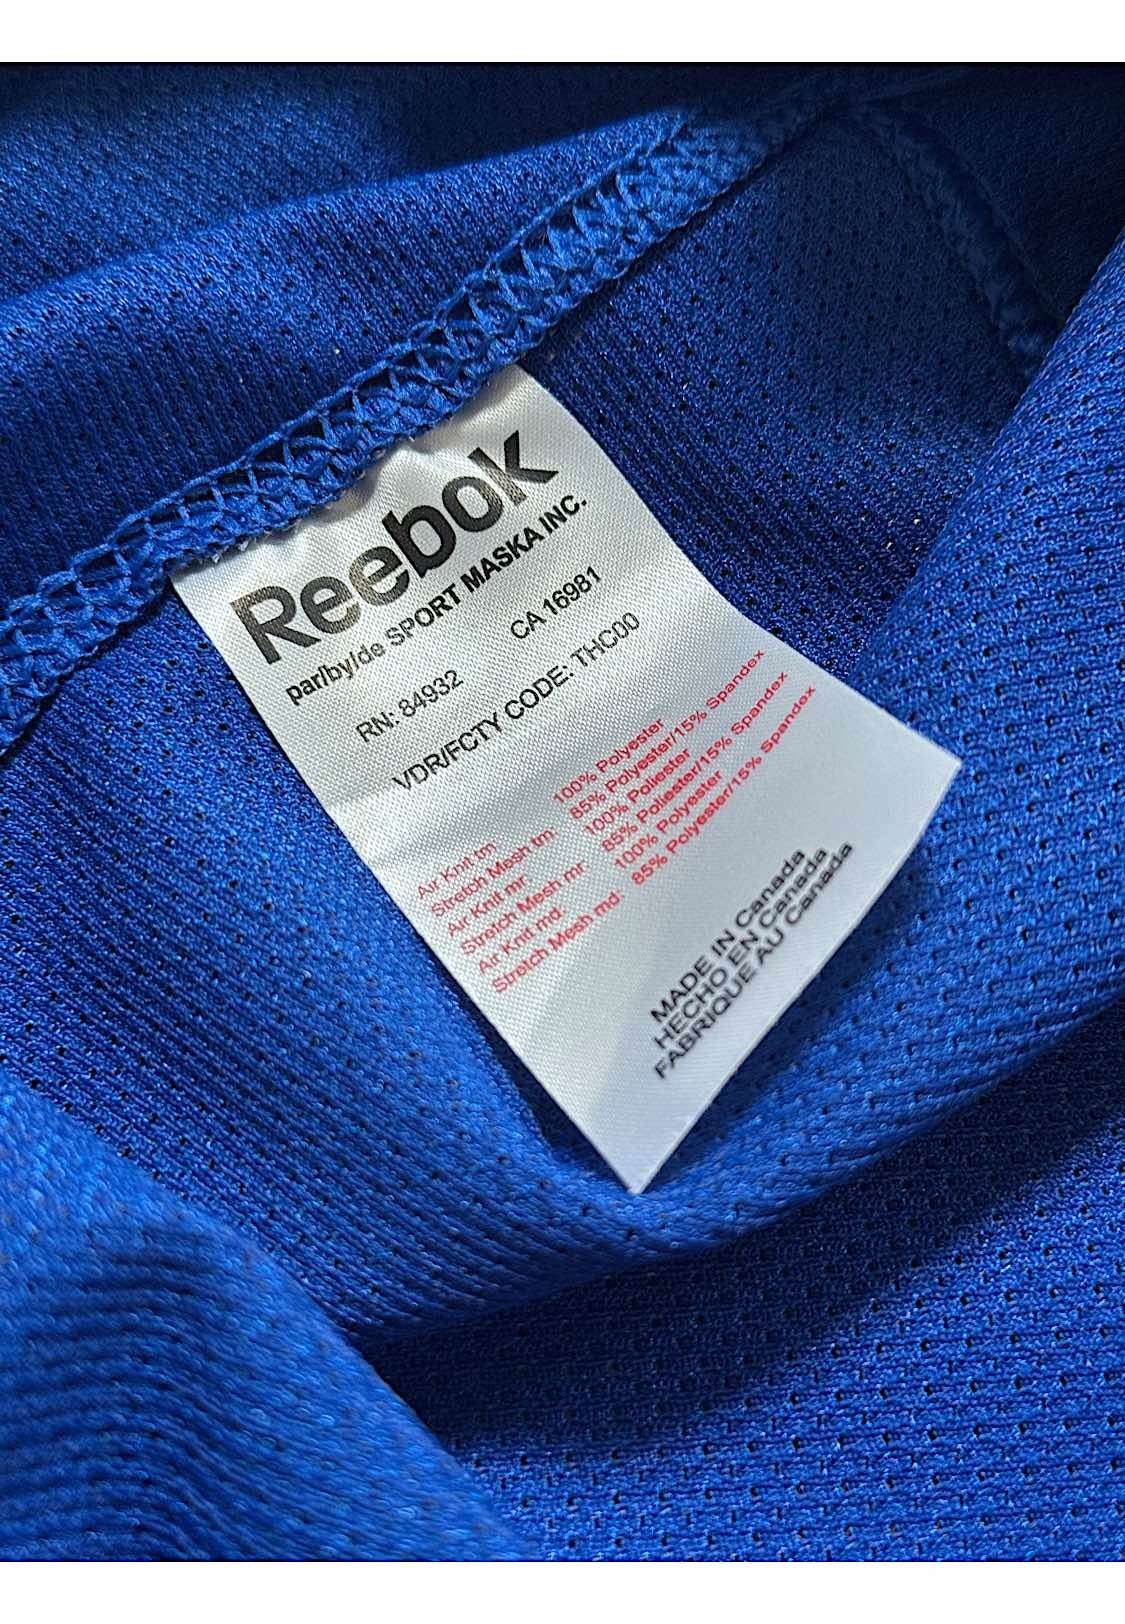 Reebok
par/by/de SPORT MASKA INC.
RN: 84932 CA 16981
VDR/FCTY CODE: THC00
Air Knit tm 100% Polyester
Stretch Mesh tm: 85% Polyester/15% Spandex
Air Knit mr 100% Poliester
Stretch Mesh mr: 85% Poliester/15% Spandex
Air Knit md 100% Polyester
Stretch Mesh md: 85% Polyester/15% Spandex
MADE IN Canada
HECHO EN Canada
FABRIQUE AU Canada